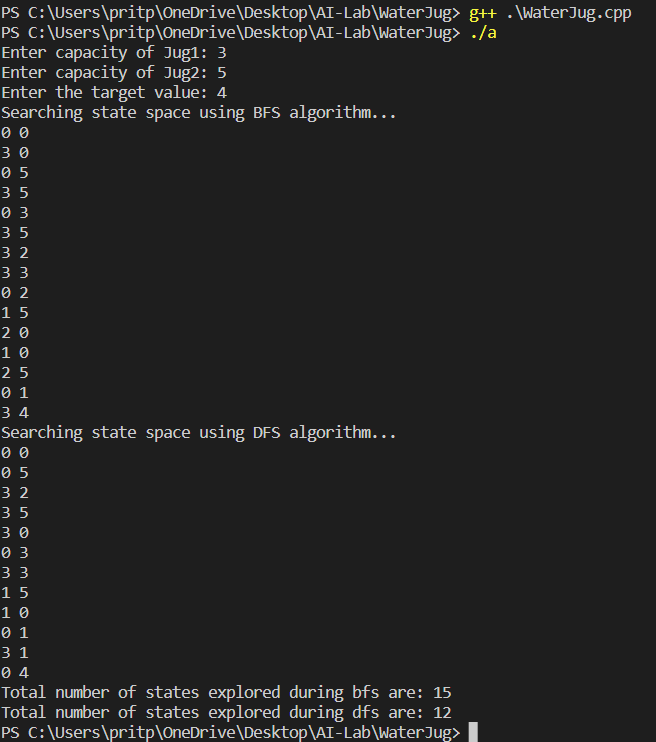 PS C:\Users\pritp\OneDrive\Desktop\AI-Lab\WaterJug> g++ .\WaterJug.cpp
PS C:\Users\pritp\OneDrive\Desktop\AI-Lab\WaterJug> ./a
Enter capacity of Jug1: 3
Enter capacity of Jug2: 5
Enter the target value: 4
Searching state space using BFS algorithm...
0 0
3 0
0 5
3 5
0 3
3 5
3 2
3 3
0 2
1 5
2 0
1 0
2 5
0 1
3 4
Searching state space using DFS algorithm...
0 0
0 5
3 2
3 5
3 0
0 3
3 3
1 5
1 0
0 1
3 1
0 4
Total number of states explored during bfs are: 15
Total number of states explored during dfs are: 12
PS C:\Users\pritp\OneDrive\Desktop\AI-Lab\WaterJug>